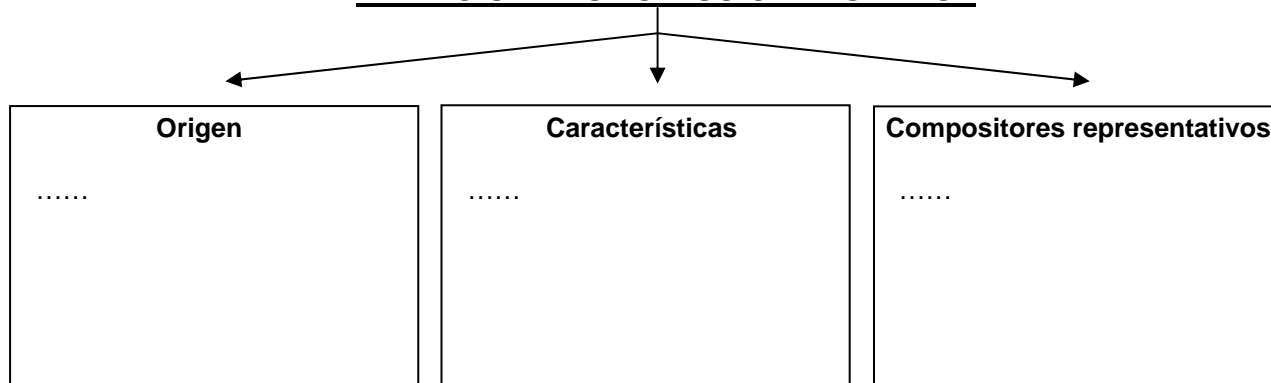 Origen
Características
Compositores representativos
……
……
……